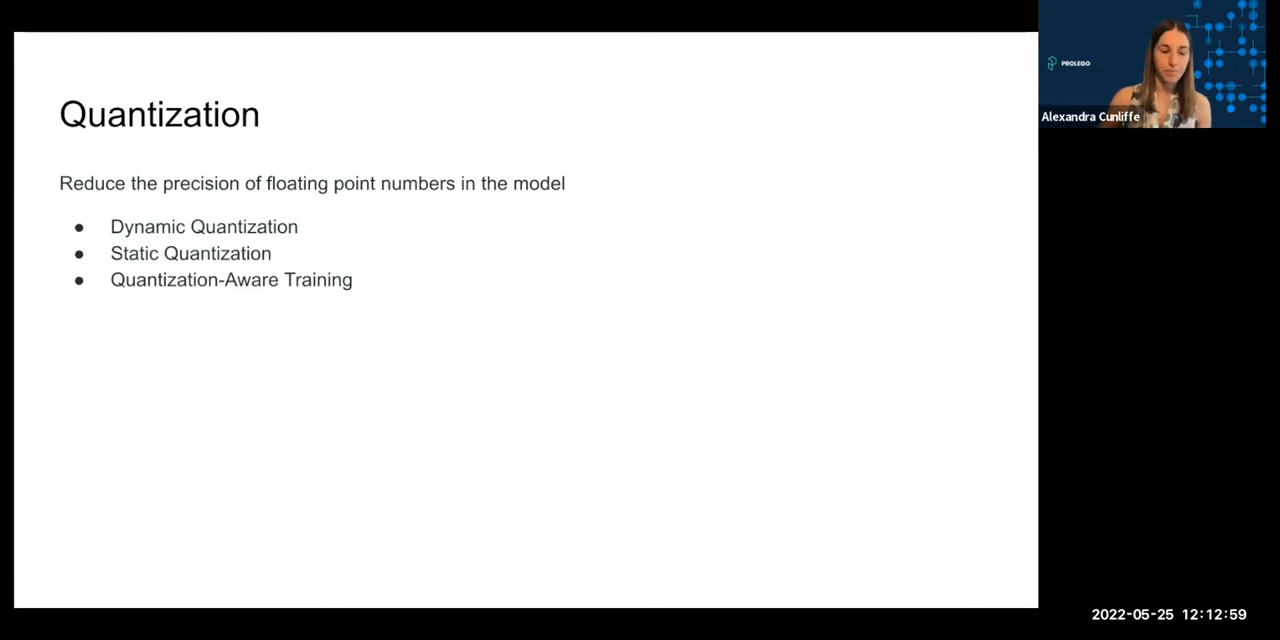 Quantization
Reduce the precision of floating point numbers in the model
● Dynamic Quantization
● Static Quantization
● Quantization-Aware Training
PROLEGO
Alexandra Cunliffe
2022-05-25 12:12:59